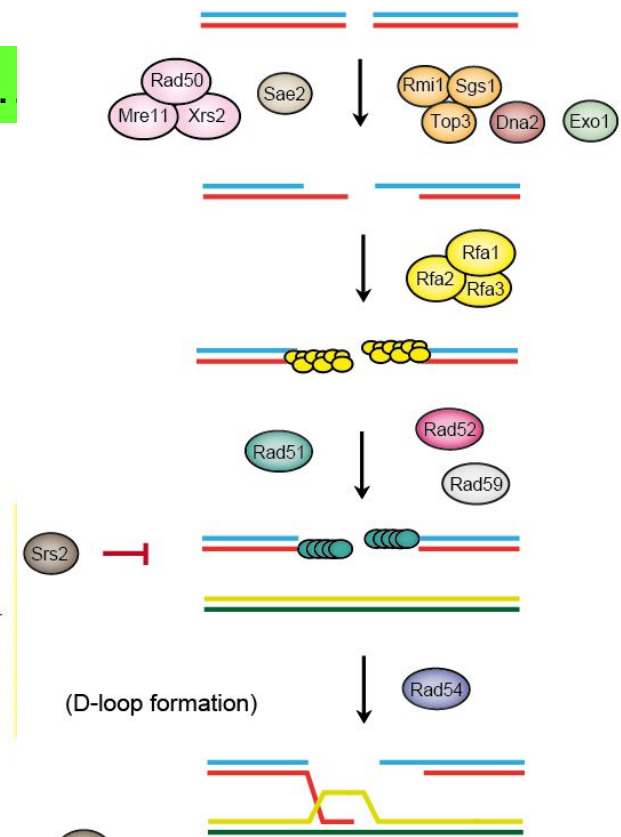 Rad50
Mre11 Xrs2
Sae2
Rmi1 Sgs1
Top3
Dna2
Exo1
Rfa1
Rfa2
Rfa3
Rad51
Rad52
Rad59
Srs2
(D-loop formation)
Rad54